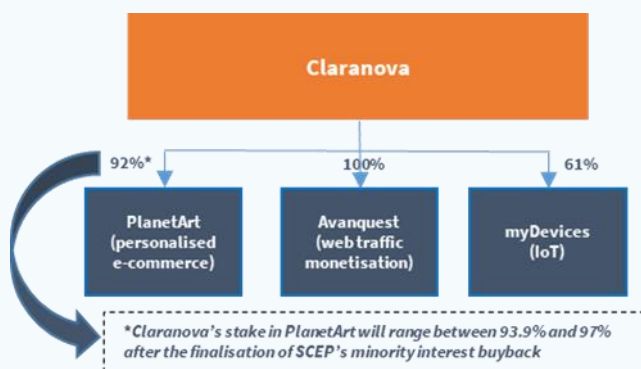 Claranova
92%*
100%
61%
PlanetArt
(personalised
e-commerce)
Avanquest
(web traffic
monetisation)
myDevices
(IoT)
*Claranova's stake in PlanetArt will range between 93.9% and 97%
after the finalisation of SCEP's minority interest buyback